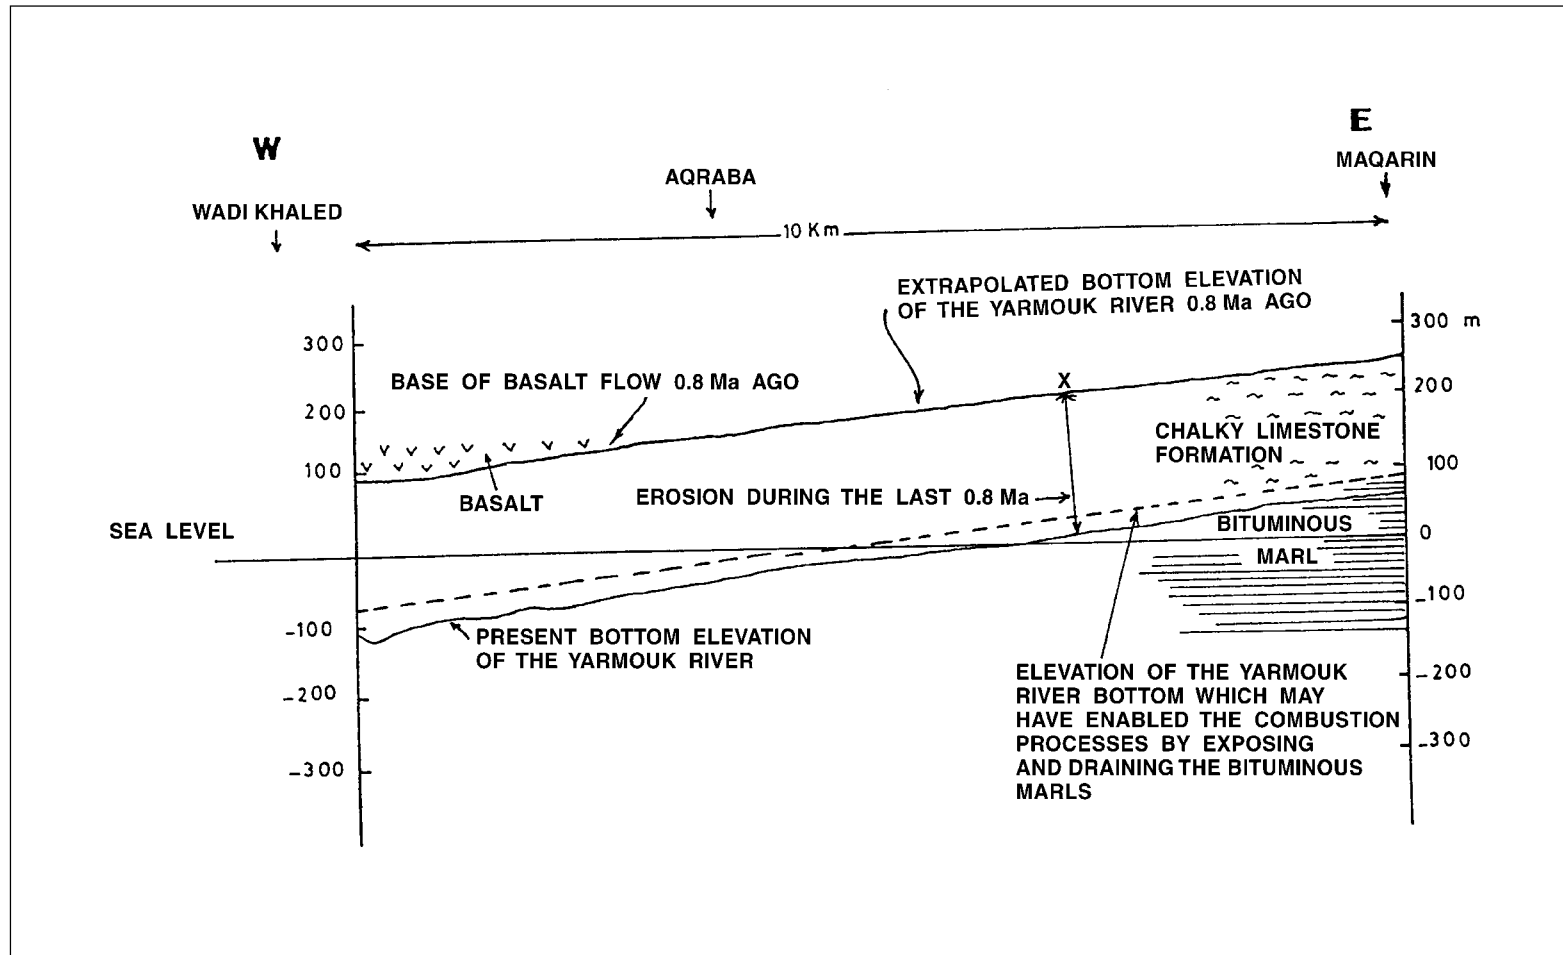 W
E
MAQARIN
AQRABA
WADI KHALED
10 Km
EXTRAPOLATED BOTTOM ELEVATION
OF THE YARMOUK RIVER 0.8 Ma AGO
300
300 m
BASE OF BASALT FLOW 0.8 Ma AGO
X
200
200
CHALKY LIMESTONE
FORMATION
100
100
BASALT
EROSION DURING THE LAST 0.8 Ma
SEA LEVEL
BITUMINOUS
MARL
0
-100
-100
PRESENT BOTTOM ELEVATION
OF THE YARMOUK RIVER
-200
-200
ELEVATION OF THE YARMOUK
RIVER BOTTOM WHICH MAY
HAVE ENABLED THE COMBUSTION
PROCESSES BY EXPOSING
AND DRAINING THE BITUMINOUS
MARLS
-300
-300